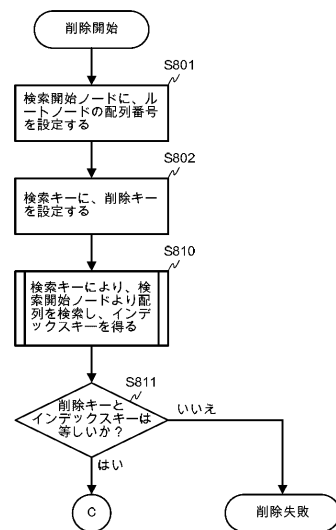 削除開始
S801
検索開始ノードに、ル
ートノードの配列番号
を設定する
S802
検索キーに、削除キー
を設定する
S810
検索キーにより、検
索開始ノードより配
列を検索し、インデ
ックスキーを得る
S811
削除キーと
インデックスキーは
等しいか？
いいえ
はい
C
削除失敗